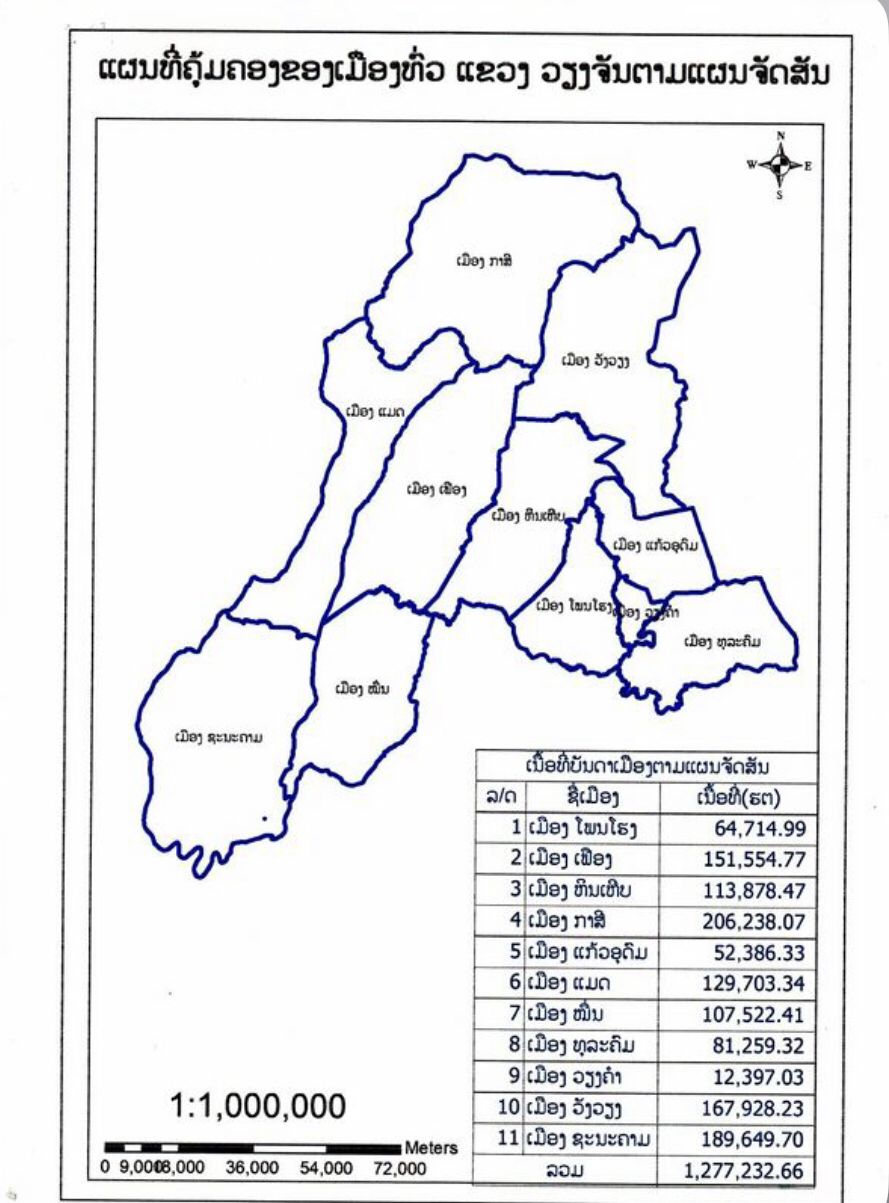 ແຜນທີ່ຄຸ້ມຄອງຂອງເມືອງທົ່ວ ແຂວງ ວຽງຈັນຕາມແຜນຈັດສັນ
N
W E
S
ເມືອງ ກາສີ
ເມືອງ ວັງວຽງ
ເມືອງ ແມດ
ເມືອງ ເຟືອງ
ເມືອງ ຫີນເຫີບ
ເມືອງ ແກ້ວອຸດົມ
ເມືອງ ໂພນໂຮງ
ເມືອງ ວຽງຄຳ
ເມືອງ ທຸລະຄົມ
ເມືອງ ໝື່ນ
ເມືອງ ຊະນະຄາມ
ເນື້ອທີ່ບັນດາເມືອງຕາມແຜນຈັດສັນ
ລ/ດ ຊື່ເມືອງ ເນື້ອທີ່(ຮຕ)
1 ເມືອງ ໂພນໂຮງ 64,714.99
2 ເມືອງ ເຟືອງ 151,554.77
3 ເມືອງ ຫີນເຫີບ 113,878.47
4 ເມືອງ ກາສີ 206,238.07
5 ເມືອງ ແກ້ວອຸດົມ 52,386.33
6 ເມືອງ ແມດ 129,703.34
7 ເມືອງ ໝື່ນ 107,522.41
8 ເມືອງ ທຸລະຄົມ 81,259.32
9 ເມືອງ ວຽງຄຳ 12,397.03
10 ເມືອງ ວັງວຽງ 167,928.23
11 ເມືອງ ຊະນະຄາມ 189,649.70
ລວມ 1,277,232.66
1:1,000,000
Meters
0 9,000 18,000 36,000 54,000 72,000